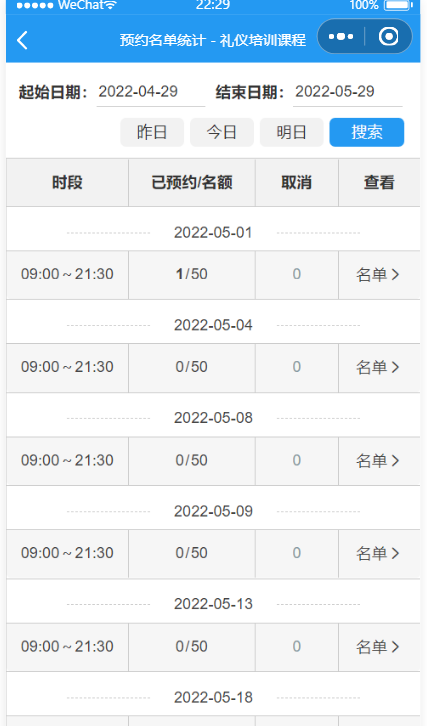 WeChat 22:29 100%
预约名单统计 - 礼仪培训课程
起始日期: 2022-04-29 结束日期: 2022-05-29
昨日 今日 明日 搜索
时段 已预约/名额 取消 查看
2022-05-01
09:00～21:30 1/50 0 名单
2022-05-04
09:00～21:30 0/50 0 名单
2022-05-08
09:00～21:30 0/50 0 名单
2022-05-09
09:00～21:30 0/50 0 名单
2022-05-13
09:00～21:30 0/50 0 名单
2022-05-18